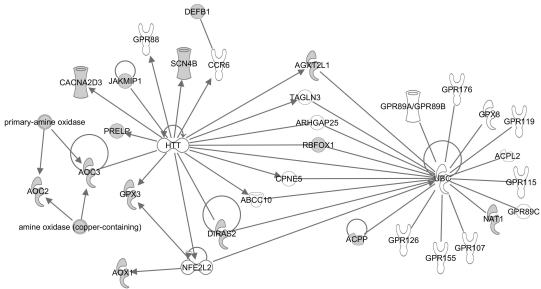 DEFB1
GPR88
SCN4B
CCR6
CACNA2D3
JAKMIP1
AGXT2L1
GPR176
GPR89A/GPR89B
GPX8
TAGLN3
GPR119
primary-amine oxidase
PRELP
ARHGAP25
HTT
RBFOX1
ACPL2
AOC3
CPNE5
UBC
GPR115
AOC2
GPX3
ABCC10
NAT1
GPR89C
amine oxidase (copper-containing)
DIRAS2
ACPP
GPR126
GPR107
GPR155
AOX1
NFE2L2